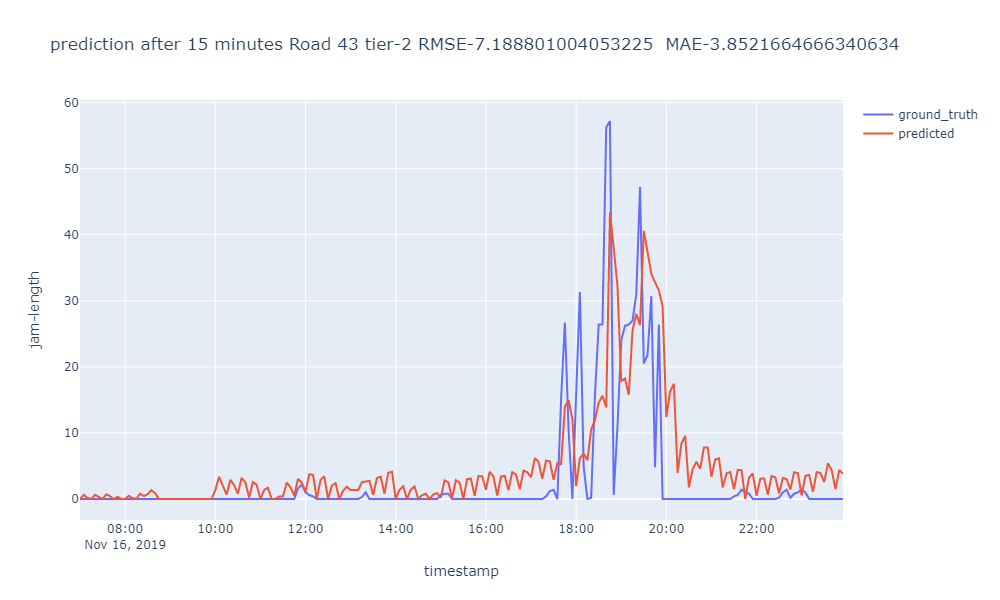 prediction after 15 minutes Road 43 tier-2 RMSE-7.188801004053225  MAE-3.8521664666340634
ground_truth
predicted
60
50
40
30
20
10
0
jam-length
08:00 10:00 12:00 14:00 16:00 18:00 20:00 22:00
Nov 16, 2019
timestamp